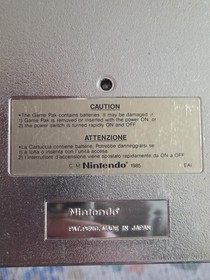 CAUTION
•The Game Pak contains batteries. It may be damaged if
1) Game Pak is removed or inserted with the power ON, or
2) the power switch is turned rapidly ON and OFF.
ATTENZIONE
•La Cartuccia contiene batterie. Potrebbe danneggiarsi se:
è tolta o inserita con l'unità accesa
l'interruttore d'accensione viene spostato rapidamente da ON a OFF
Nintendo® 1985 EAI
Nintendo®
MADE IN JAPAN